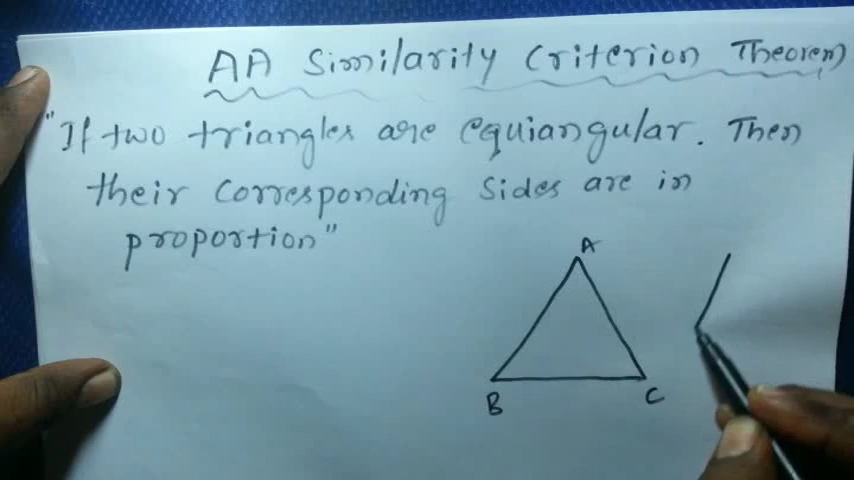 AA Similarity Criterion Theorem
"If two triangles are equiangular. Then
their corresponding sides are in
proportion"
A
B
C